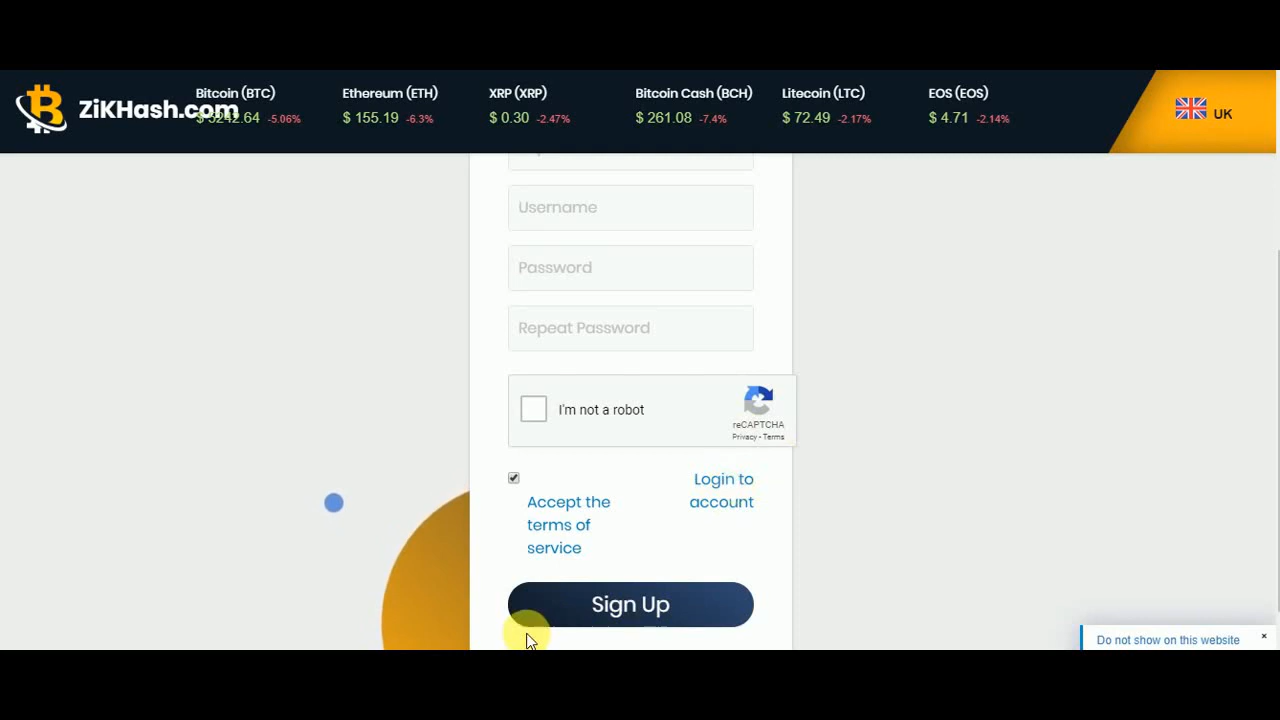 ZiKHash.com
Bitcoin (BTC)
$ 5242.64 -5.06%
Ethereum (ETH)
$ 155.19 -6.3%
XRP (XRP)
$ 0.30 -2.47%
Bitcoin Cash (BCH)
$ 261.08 -7.4%
Litecoin (LTC)
$ 72.49 -2.17%
EOS (EOS)
$ 4.71 -2.14%
UK
Username
Password
Repeat Password
I'm not a robot
reCAPTCHA
Privacy - Terms
Login to
account
Accept the
terms of
service
Sign Up
Do not show on this website
×